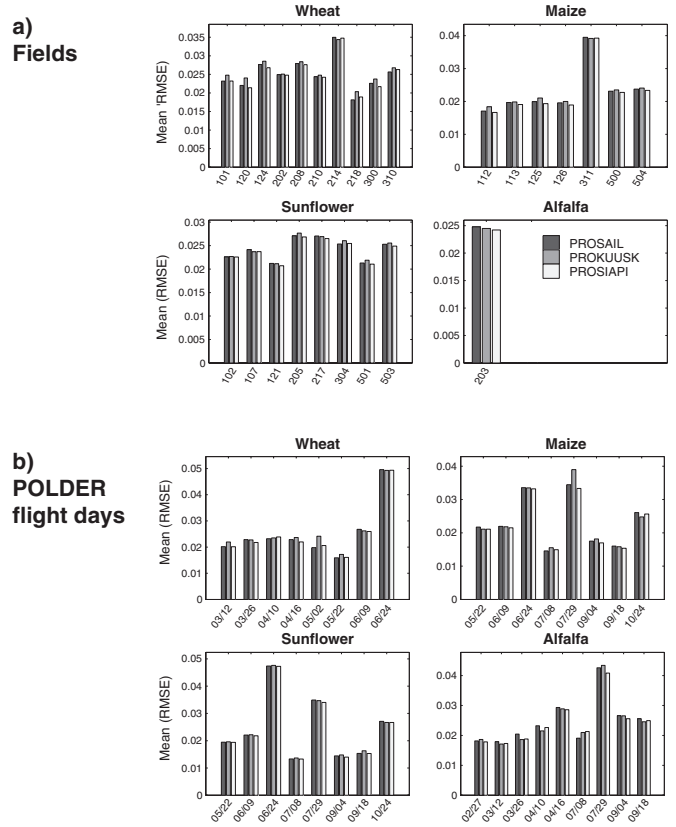 a)
Fields
Wheat
Mean 'RMSE)
0.035
0.03
0.025
0.02
0.015
0.01
0.005
0
101 120 124 202 208 210 214 218 300 310
Maize
0.04
0.03
0.02
0.01
0
112 113 125 126 311 500 504
Sunflower
Mean (RMSE)
0.03
0.025
0.02
0.015
0.01
0.005
0
102 107 121 205 217 304 501 503
Alfalfa
0.025
0.02
0.015
0.01
0.005
0
203
PROSAIL
PROKUUSK
PROSIAPI
b)
POLDER
flight days
Wheat
Mean (RMSE)
0.05
0.04
0.03
0.02
0.01
0
03/12 03/26 04/10 04/16 05/02 05/22 06/09 06/24
Maize
0.04
0.03
0.02
0.01
0
05/22 06/09 06/24 07/08 07/29 09/04 09/18 10/24
Sunflower
Mean (RMSE)
0.05
0.04
0.03
0.02
0.01
0
05/22 06/09 06/24 07/08 07/29 09/04 09/18 10/24
Alfalfa
0.04
0.03
0.02
0.01
0
02/27 03/12 03/26 04/10 04/16 07/08 07/29 09/04 09/18